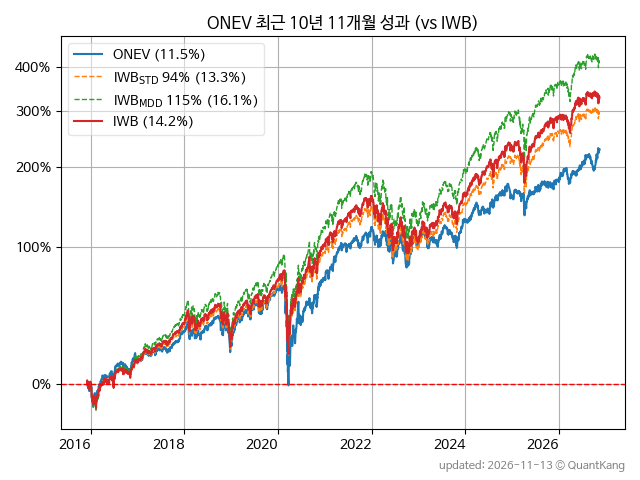 ONEV 최근 10년 11개월 성과 (vs IWB)
ONEV (11.5%)
IWB_STD 94% (13.3%)
IWB_MDD 115% (16.1%)
IWB (14.2%)
400%
300%
200%
100%
0%
2016 2018 2020 2022 2024 2026
updated: 2026-11-13 © QuantKang